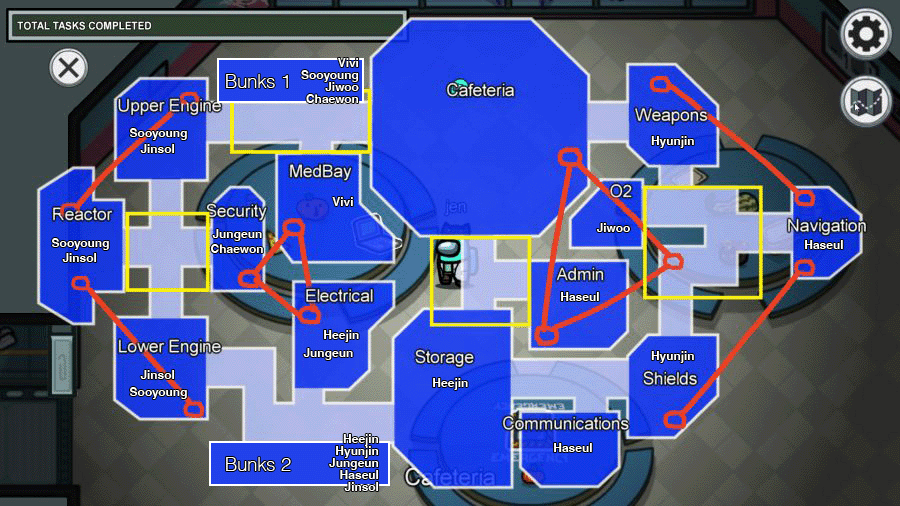 TOTAL TASKS COMPLETED
Bunks 1
Vivi
Sooyoung
Jiwoo
Chaewon
Cafeteria
Upper Engine
Sooyoung
Jinsol
Weapons
Hyunjin
MedBay
Vivi
O2
Jiwoo
Reactor
Sooyoung
Jinsol
Security
Jungeun
Chaewon
jen
Navigation
Haseul
Admin
Haseul
Electrical
Heejin
Jungeun
Lower Engine
Jinsol
Sooyoung
Storage
Heejin
Hyunjin
Shields
EMERGENCY
Communications
Haseul
EMERGENCY
Bunks 2
Heejin
Hyunjin
Jungeun
Haseul
Jinsol
Cafeteria